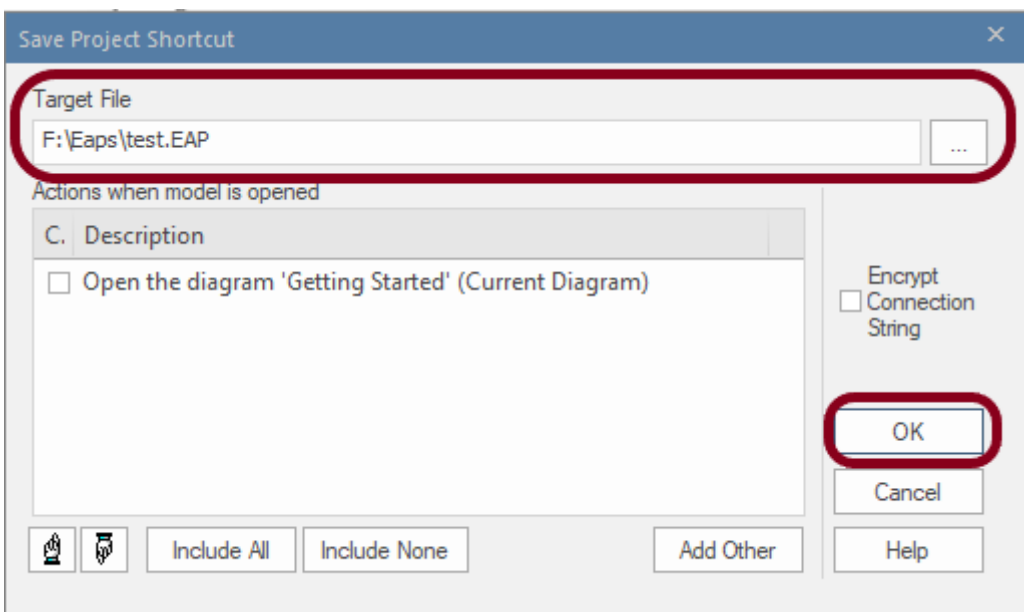 Save Project Shortcut
Target File
F:\Eaps\test.EAP
...
Actions when model is opened
C. Description
Open the diagram 'Getting Started' (Current Diagram)
Encrypt
Connection
String
OK
Cancel
Include All
Include None
Add Other
Help